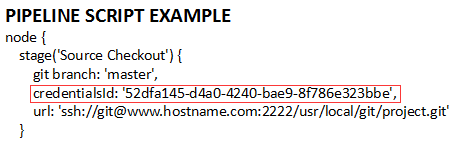 PIPELINE SCRIPT EXAMPLE
node {
stage('Source Checkout') {
git branch: 'master',
credentialsId: '52dfa145-d4a0-4240-bae9-8f786e323bbe',
url: 'ssh://git@www.hostname.com:2222/usr/local/git/project.git'
}